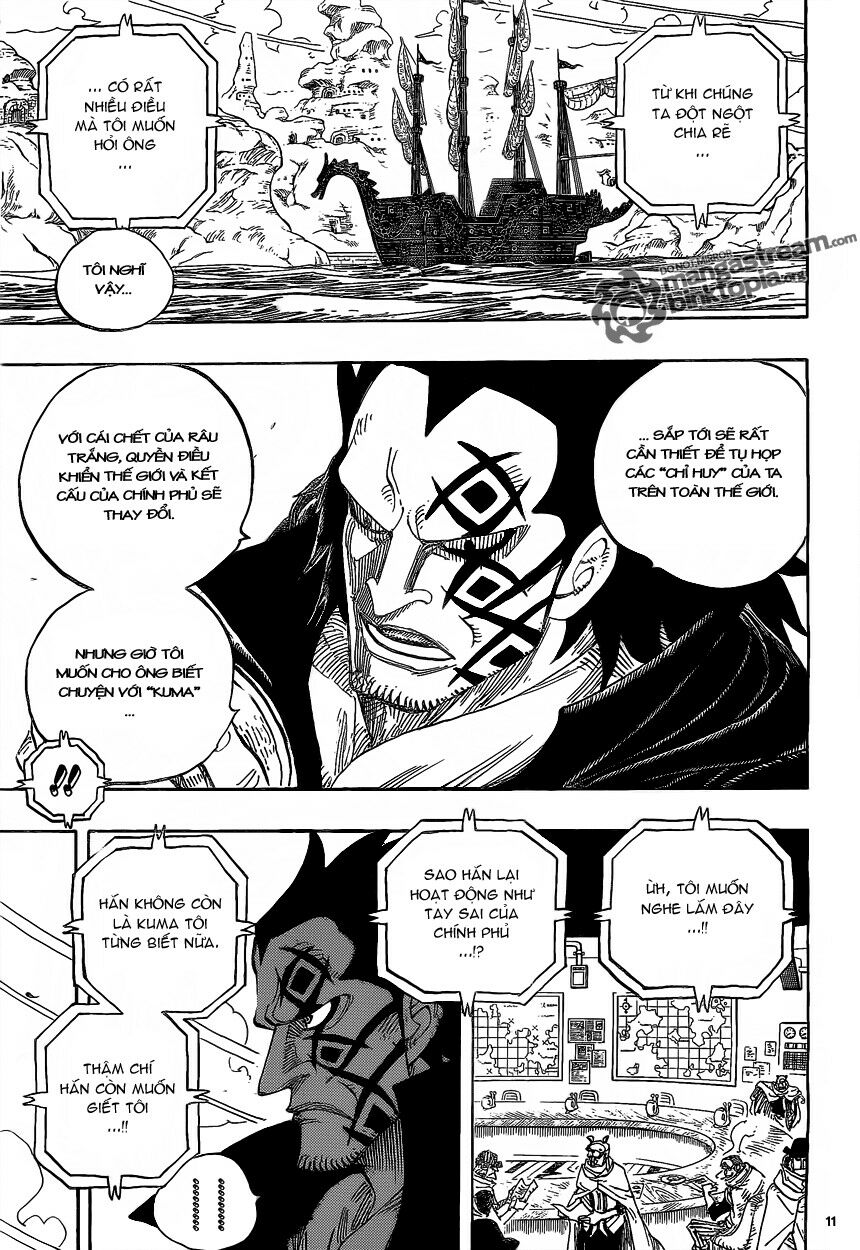 TỪ KHI CHÚNG
TA ĐỘT NGỘT
CHIA RẼ
...
... CÓ RẤT
NHIỀU ĐIỀU
MÀ TÔI MUỐN
HỎI ÔNG
...
TÔI NGHĨ
VẬY...
DO NOT MIRROR
mangastream.com
binktopia.org
... SẮP TỚI SẼ RẤT
CẦN THIẾT ĐỂ TỤ HỌP
CÁC "CHỈ HUY" CỦA TA
TRÊN TOÀN THẾ GIỚI.
VỚI CÁI CHẾT CỦA RÂU
TRẮNG, QUYỀN ĐIỀU
KHIỂN THẾ GIỚI VÀ KẾT
CẤU CỦA CHÍNH PHỦ SẼ
THAY ĐỔI.
NHƯNG GIỜ TÔI
MUỐN CHO ÔNG BIẾT
CHUYỆN VỚI "KUMA"
...
!!
ỪH, TÔI MUỐN
NGHE LẮM ĐÂY
...!!
SAO HẮN LẠI
HOẠT ĐỘNG NHƯ
TAY SAI CỦA
CHÍNH PHỦ
...!?
HẮN KHÔNG CÒN
LÀ KUMA TÔI
TỪNG BIẾT NỮA.
THẬM CHÍ
HẮN CÒN MUỐN
GIẾT TÔI
...!!
11